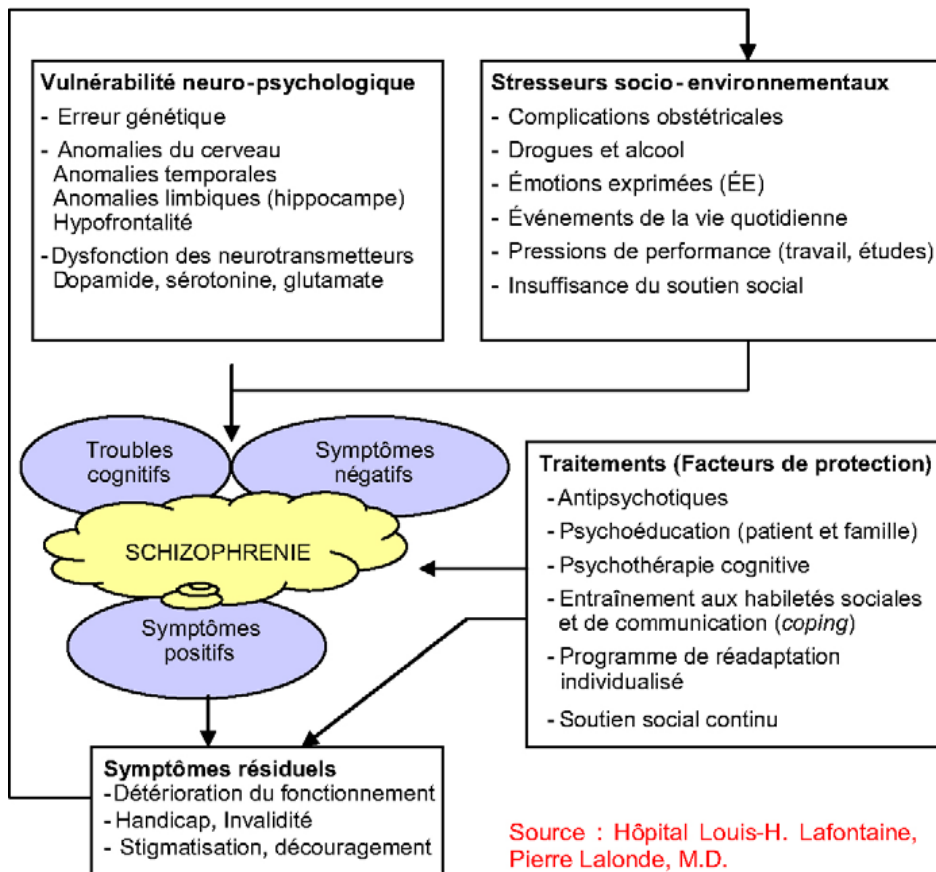 Vulnérabilité neuro-psychologique
- Erreur génétique
- Anomalies du cerveau
Anomalies temporales
Anomalies limbiques (hippocampe)
Hypofrontalité
-Dysfonction des neurotransmetteurs
Dopamide, sérotonine, glutamate
Stresseurs socio-environnementaux
- Complications obstétricales
- Drogues et alcool
- Émotions exprimées (ÉE)
- Événements de la vie quotidienne
- Pressions de performance (travail, études)
- Insuffisance du soutien social
Troubles
cognitifs
Symptômes
négatifs
SCHIZOPHRENIE
Symptômes
positifs
Traitements (Facteurs de protection)
- Antipsychotiques
- Psychoéducation (patient et famille)
- Psychothérapie cognitive
- Entraînement aux habiletés sociales
et de communication (coping)
- Programme de réadaptation
individualisé
- Soutien social continu
Symptômes résiduels
-Détérioration du fonctionnement
-Handicap, Invalidité
- Stigmatisation, découragement
Source : Hôpital Louis-H. Lafontaine,
Pierre Lalonde, M.D.